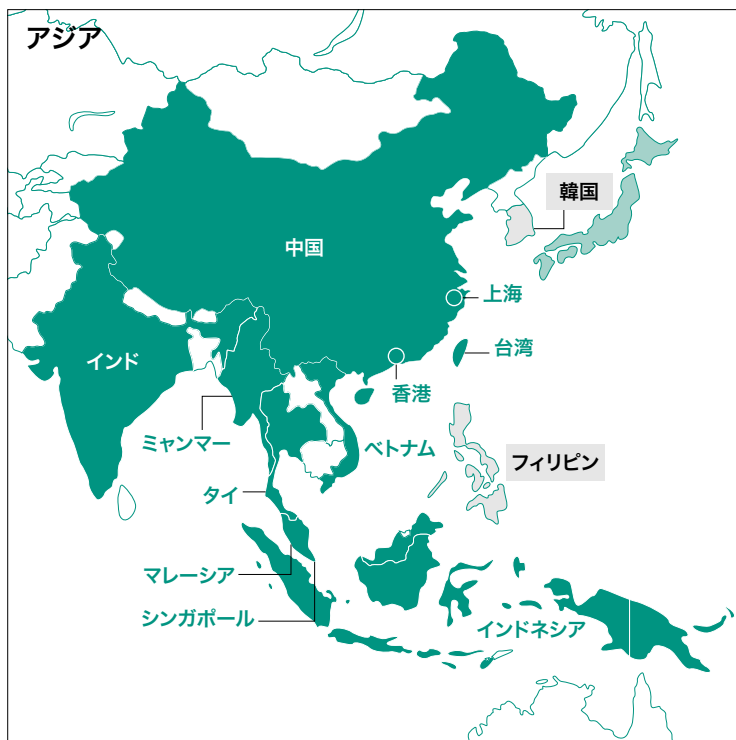 アジア
韓国
中国
上海
台湾
インド
香港
ミャンマー
ベトナム
フィリピン
タイ
マレーシア
シンガポール
インドネシア